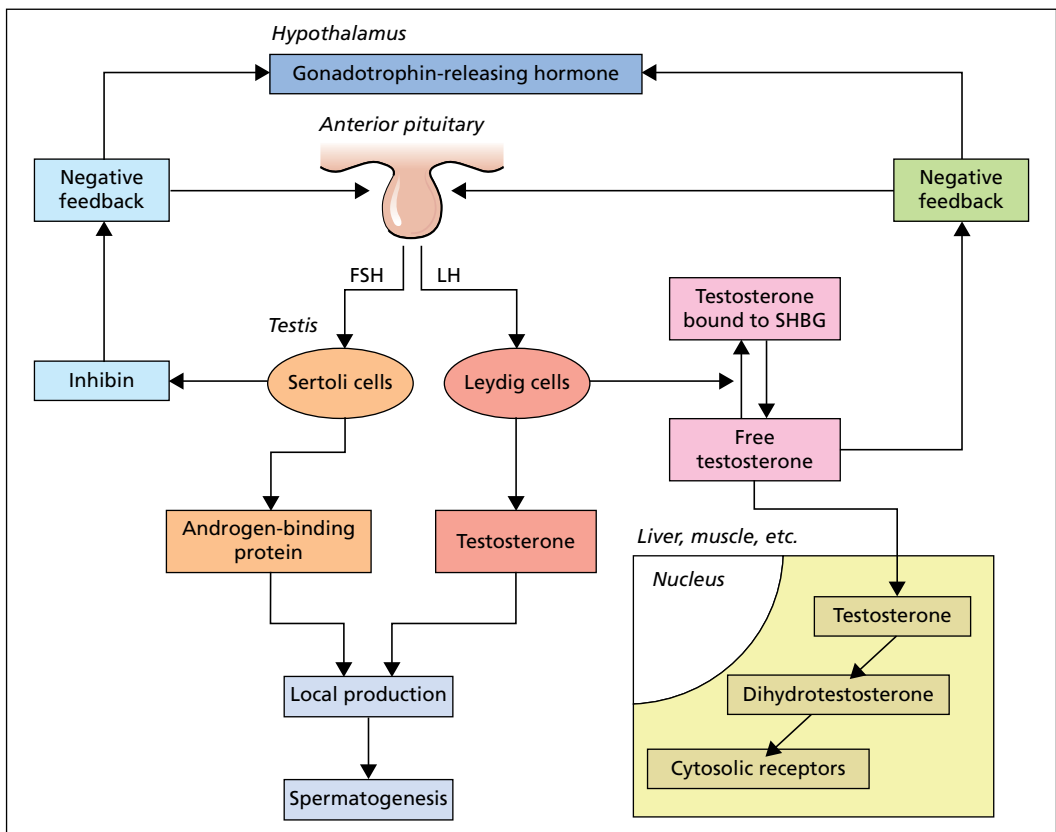 Hypothalamus
Gonadotrophin-releasing hormone
Anterior pituitary
Negative
feedback
Negative
feedback
FSH
LH
Testosterone
bound to SHBG
Testis
Inhibin
Sertoli cells
Leydig cells
Free
testosterone
Androgen-binding
protein
Testosterone
Liver, muscle, etc.
Nucleus
Testosterone
Local production
Dihydrotestosterone
Cytosolic receptors
Spermatogenesis